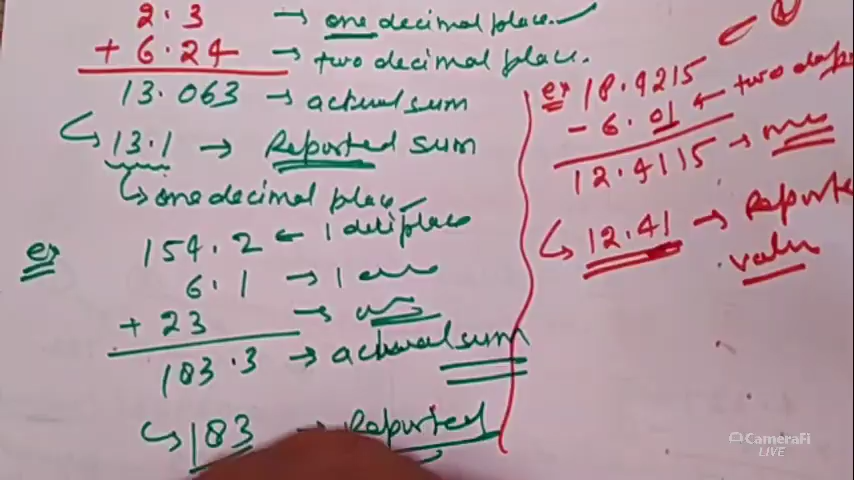 2.3 → one decimal place.
+ 6.24 → two decimal place.
13.063 → actual sum
↳ 13.1 → Reported sum
↳ one decimal place
ex 154.2 ← 1 place
6.1 → 1
+ 23 →
183.3 → actual sum
↳ 183 → Reported
ex 18.4215
- 6.01 ← two
12.4115 →
↳ 12.41 → Reporte
value
CameraFi
LIVE